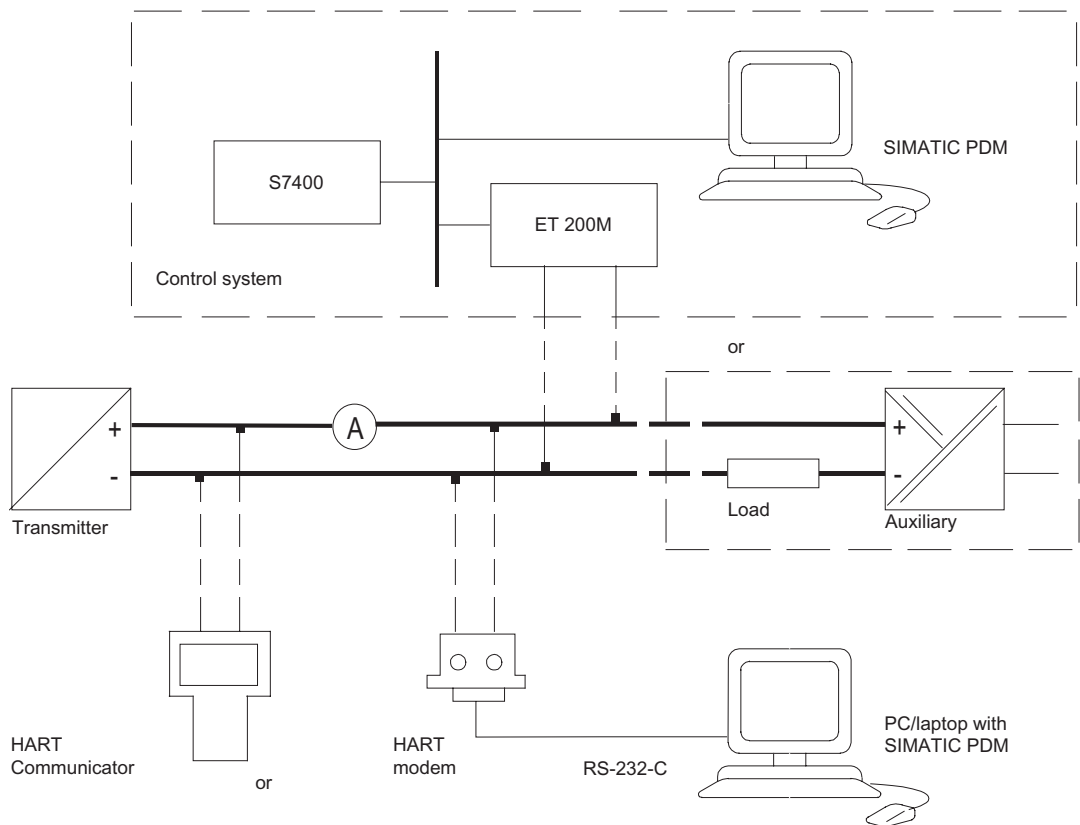 SIMATIC PDM
S7400
ET 200M
Control system
or
+
A
+
-
-
Load
Transmitter
Auxiliary
HART
Communicator
or
HART
modem
RS-232-C
PC/laptop with
SIMATIC PDM